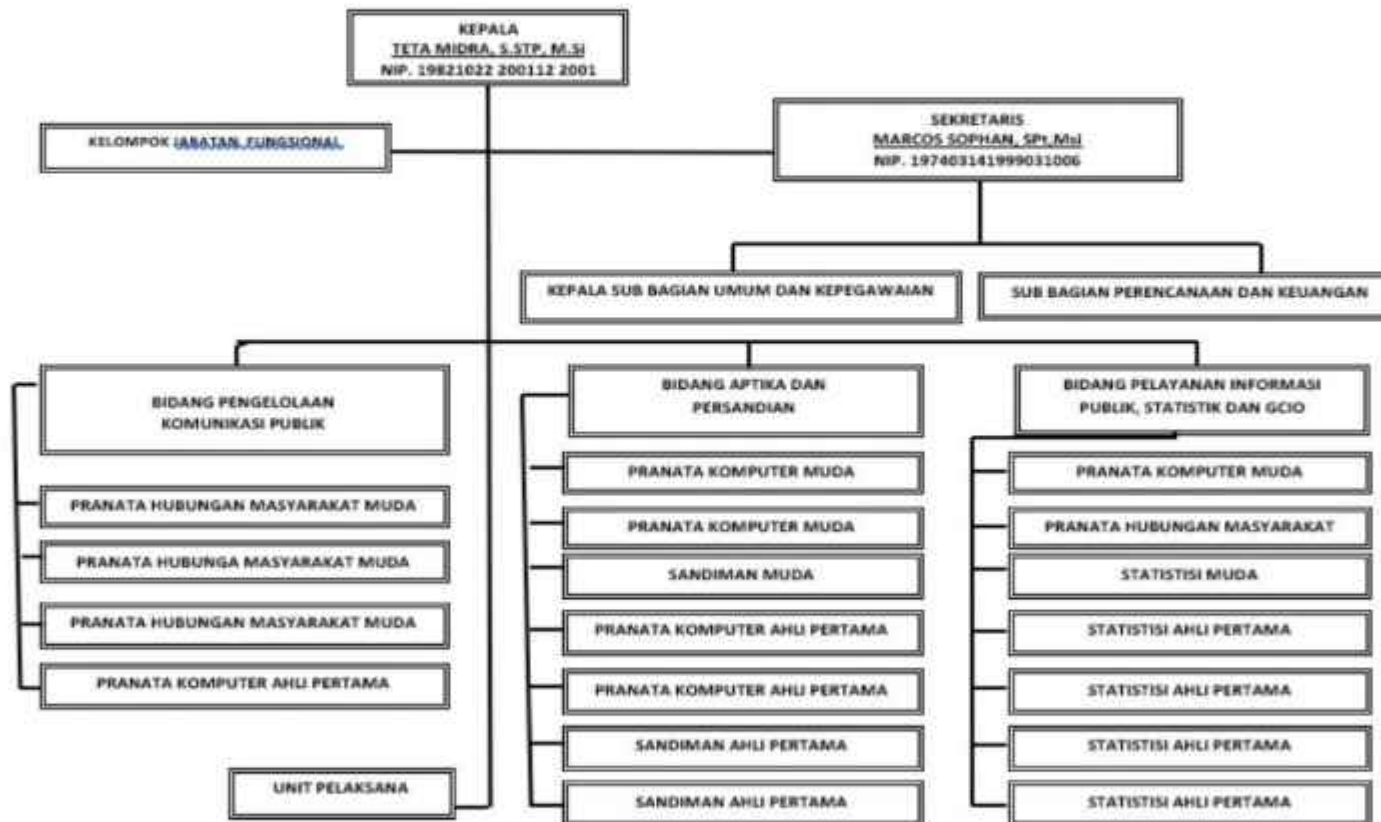 KEPALA
TETA MIDRA, S.STP, M.Si
NIP. 19821022 200112 2001
KELOMPOK JABATAN FUNGSIONAL
SEKRETARIS
MARCOS SOPHAN, SPt,Msi
NIP. 197403141999031006
KEPALA SUB BAGIAN UMUM DAN KEPEGAWAIAN
SUB BAGIAN PERENCANAAN DAN KEUANGAN
BIDANG PENGELOLAAN
KOMUNIKASI PUBLIK
PRANATA HUBUNGAN MASYARAKAT MUDA
PRANATA HUBUNGA MASYARAKAT MUDA
PRANATA HUBUNGAN MASYARAKAT MUDA
PRANATA KOMPUTER AHLI PERTAMA
BIDANG APTIKA DAN
PERSANDIAN
PRANATA KOMPUTER MUDA
PRANATA KOMPUTER MUDA
SANDIMAN MUDA
PRANATA KOMPUTER AHLI PERTAMA
PRANATA KOMPUTER AHLI PERTAMA
SANDIMAN AHLI PERTAMA
SANDIMAN AHLI PERTAMA
BIDANG PELAYANAN INFORMASI
PUBLIK, STATISTIK DAN GCIO
PRANATA KOMPUTER MUDA
PRANATA HUBUNGAN MASYARAKAT
STATISTISI MUDA
STATISTISI AHLI PERTAMA
STATISTISI AHLI PERTAMA
STATISTISI AHLI PERTAMA
STATISTISI AHLI PERTAMA
UNIT PELAKSANA